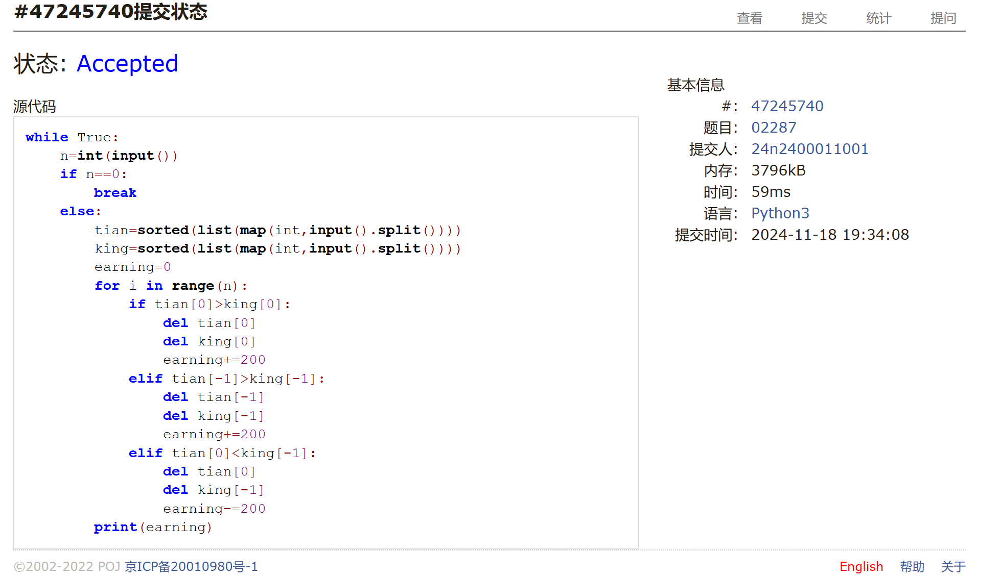 #47245740提交状态
查看 提交 统计 提问
状态: Accepted
源代码
while True:
    n=int(input())
    if n==0:
        break
    else:
        tian=sorted(list(map(int,input().split())))
        king=sorted(list(map(int,input().split())))
        earning=0
        for i in range(n):
            if tian[0]>king[0]:
                del tian[0]
                del king[0]
                earning+=200
            elif tian[-1]>king[-1]:
                del tian[-1]
                del king[-1]
                earning+=200
            elif tian[0]<king[-1]:
                del tian[0]
                del king[-1]
                earning-=200
        print(earning)
基本信息
#: 47245740
题目: 02287
提交人: 24n2400011001
内存: 3796kB
时间: 59ms
语言: Python3
提交时间: 2024-11-18 19:34:08
©2002-2022 POJ 京ICP备20010980号-1
English 帮助 关于